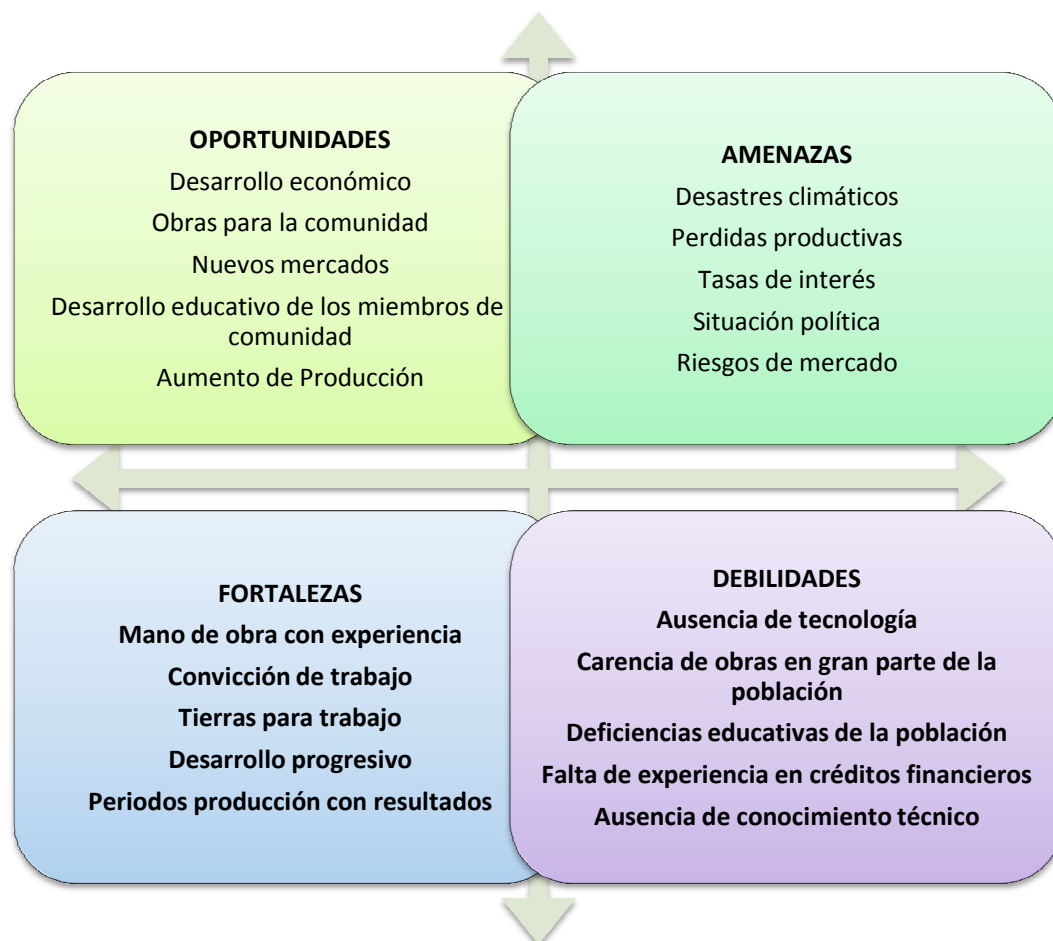 OPORTUNIDADES
Desarrollo económico
Obras para la comunidad
Nuevos mercados
Desarrollo educativo de los miembros de
comunidad
Aumento de Producción
AMENAZAS
Desastres climáticos
Perdidas productivas
Tasas de interés
Situación política
Riesgos de mercado
FORTALEZAS
Mano de obra con experiencia
Convicción de trabajo
Tierras para trabajo
Desarrollo progresivo
Periodos producción con resultados
DEBILIDADES
Ausencia de tecnología
Carencia de obras en gran parte de la
población
Deficiencias educativas de la población
Falta de experiencia en créditos financieros
Ausencia de conocimiento técnico